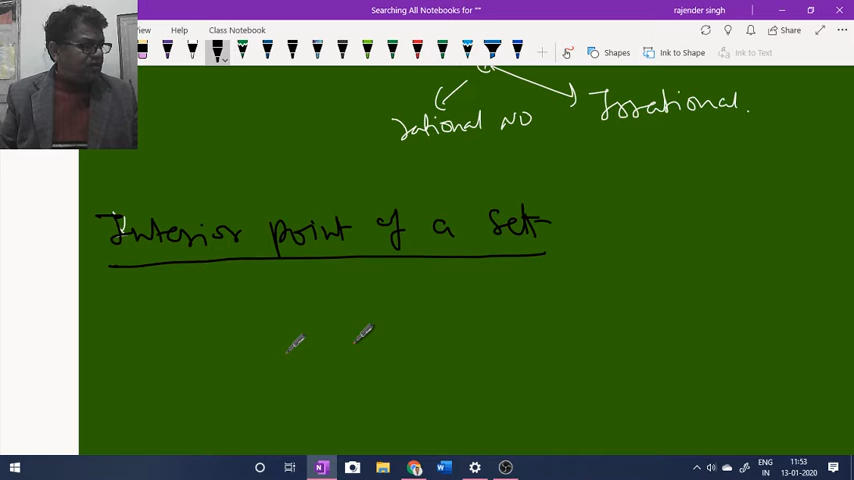 Searching All Notebooks for ""
rajender singh
View Help Class Notebook
Share
Shapes
Ink to Shape
Ink to Text
rational NO
Irrational.
Interior point of a set
ENG
IN
11:53
13-01-2020